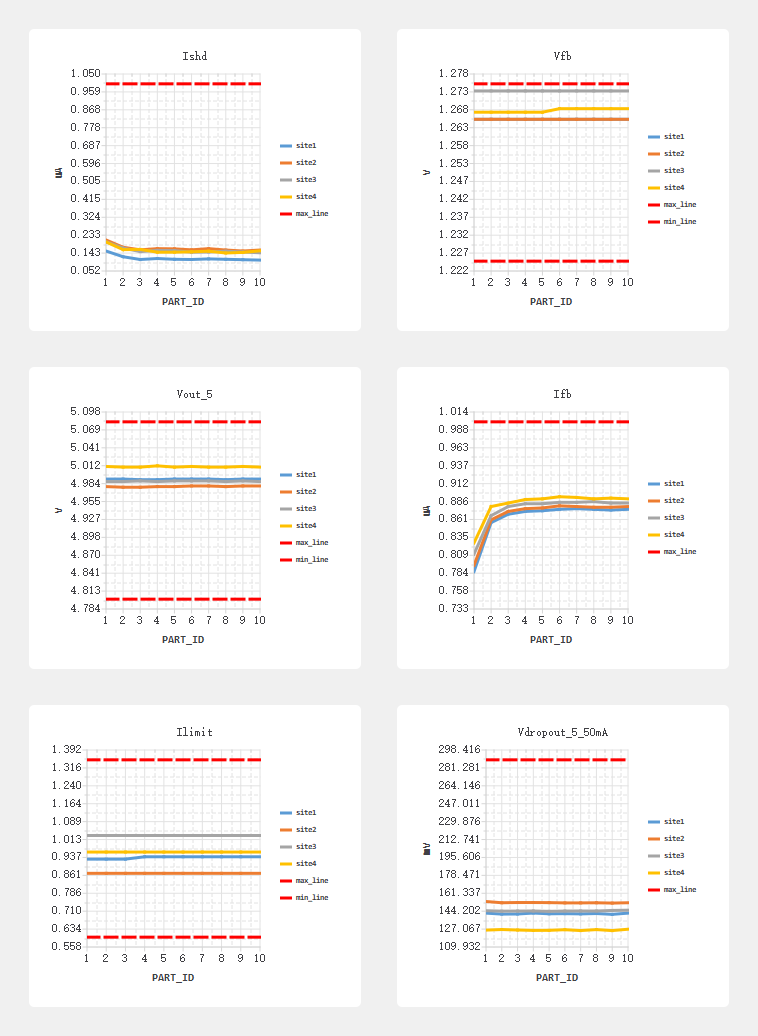 Ishd
1.050
0.959
0.868
0.778
0.687
0.596
0.505
0.415
0.324
0.233
0.143
0.052
mA
1 2 3 4 5 6 7 8 9 10
PART_ID
site1
site2
site3
site4
max_line
Vfb
1.278
1.273
1.268
1.263
1.258
1.253
1.247
1.242
1.237
1.232
1.227
1.222
V
1 2 3 4 5 6 7 8 9 10
PART_ID
site1
site2
site3
site4
max_line
min_line
Vout_5
5.098
5.069
5.041
5.012
4.984
4.955
4.927
4.898
4.870
4.841
4.813
4.784
V
1 2 3 4 5 6 7 8 9 10
PART_ID
site1
site2
site3
site4
max_line
min_line
Ifb
1.014
0.988
0.963
0.937
0.912
0.886
0.861
0.835
0.809
0.784
0.758
0.733
mA
1 2 3 4 5 6 7 8 9 10
PART_ID
site1
site2
site3
site4
max_line
Ilimit
1.392
1.316
1.240
1.164
1.089
1.013
0.937
0.861
0.786
0.710
0.634
0.558
1 2 3 4 5 6 7 8 9 10
PART_ID
site1
site2
site3
site4
max_line
min_line
Vdropout_5_50mA
298.416
281.281
264.146
247.011
229.876
212.741
195.606
178.471
161.337
144.202
127.067
109.932
mV
1 2 3 4 5 6 7 8 9 10
PART_ID
site1
site2
site3
site4
max_line